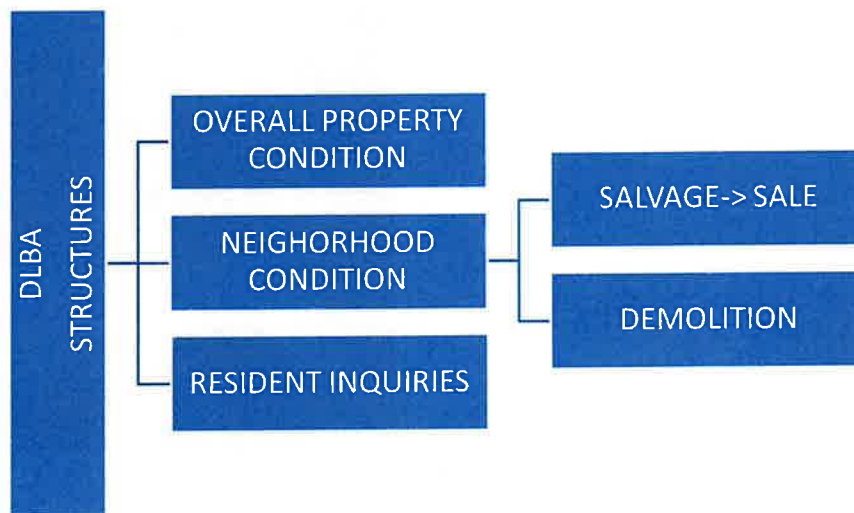 DLBA
STRUCTURES
OVERALL PROPERTY
CONDITION
NEIGHORHOOD
CONDITION
RESIDENT INQUIRIES
SALVAGE-> SALE
DEMOLITION